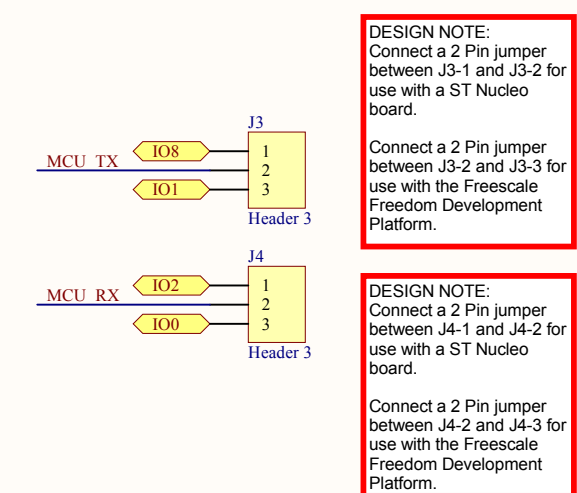 J3
IO8
1
MCU_TX
2
IO1
3
Header 3
J4
IO2
1
MCU_RX
2
IO0
3
Header 3
DESIGN NOTE:
Connect a 2 Pin jumper
between J3-1 and J3-2 for
use with a ST Nucleo
board.
Connect a 2 Pin jumper
between J3-2 and J3-3 for
use with the Freescale
Freedom Development
Platform.
DESIGN NOTE:
Connect a 2 Pin jumper
between J4-1 and J4-2 for
use with a ST Nucleo
board.
Connect a 2 Pin jumper
between J4-2 and J4-3 for
use with the Freescale
Freedom Development
Platform.